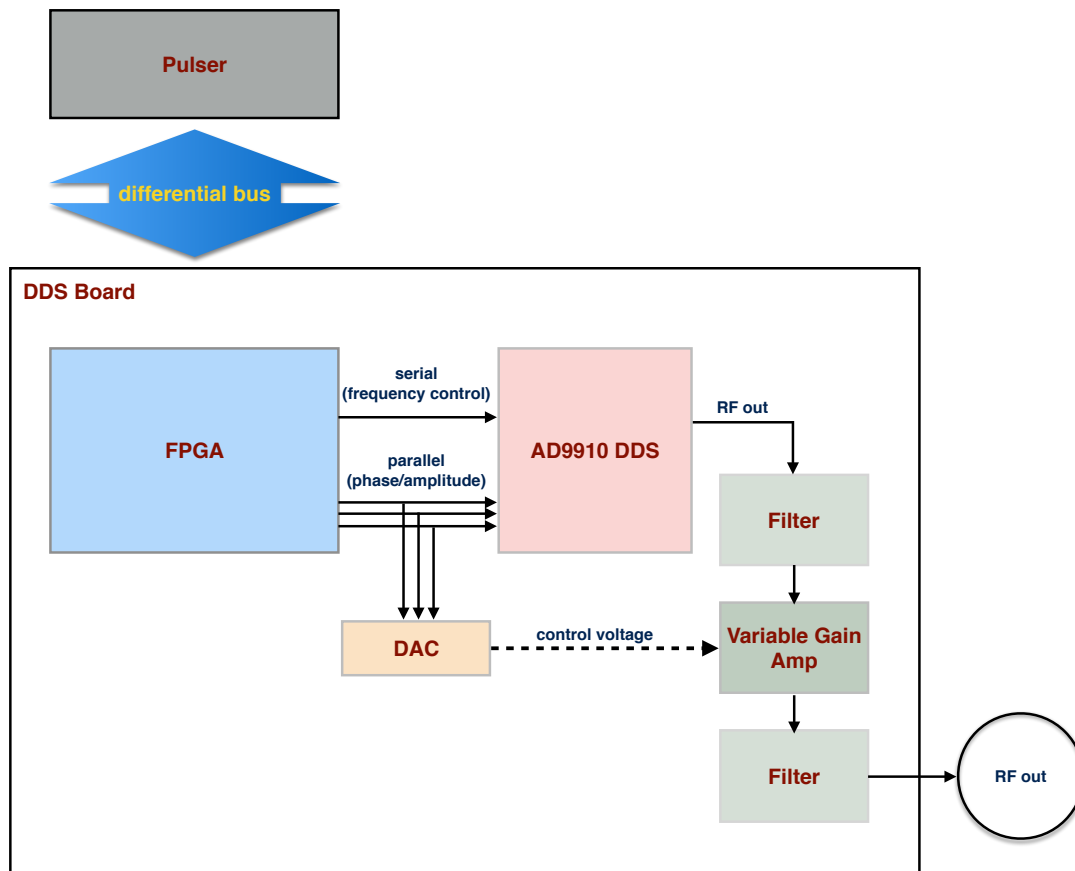 Pulser
differential bus
DDS Board
serial
(frequency control)
RF out
FPGA
AD9910 DDS
parallel
(phase/amplitude)
Filter
control voltage
Variable Gain
Amp
DAC
Filter
RF out